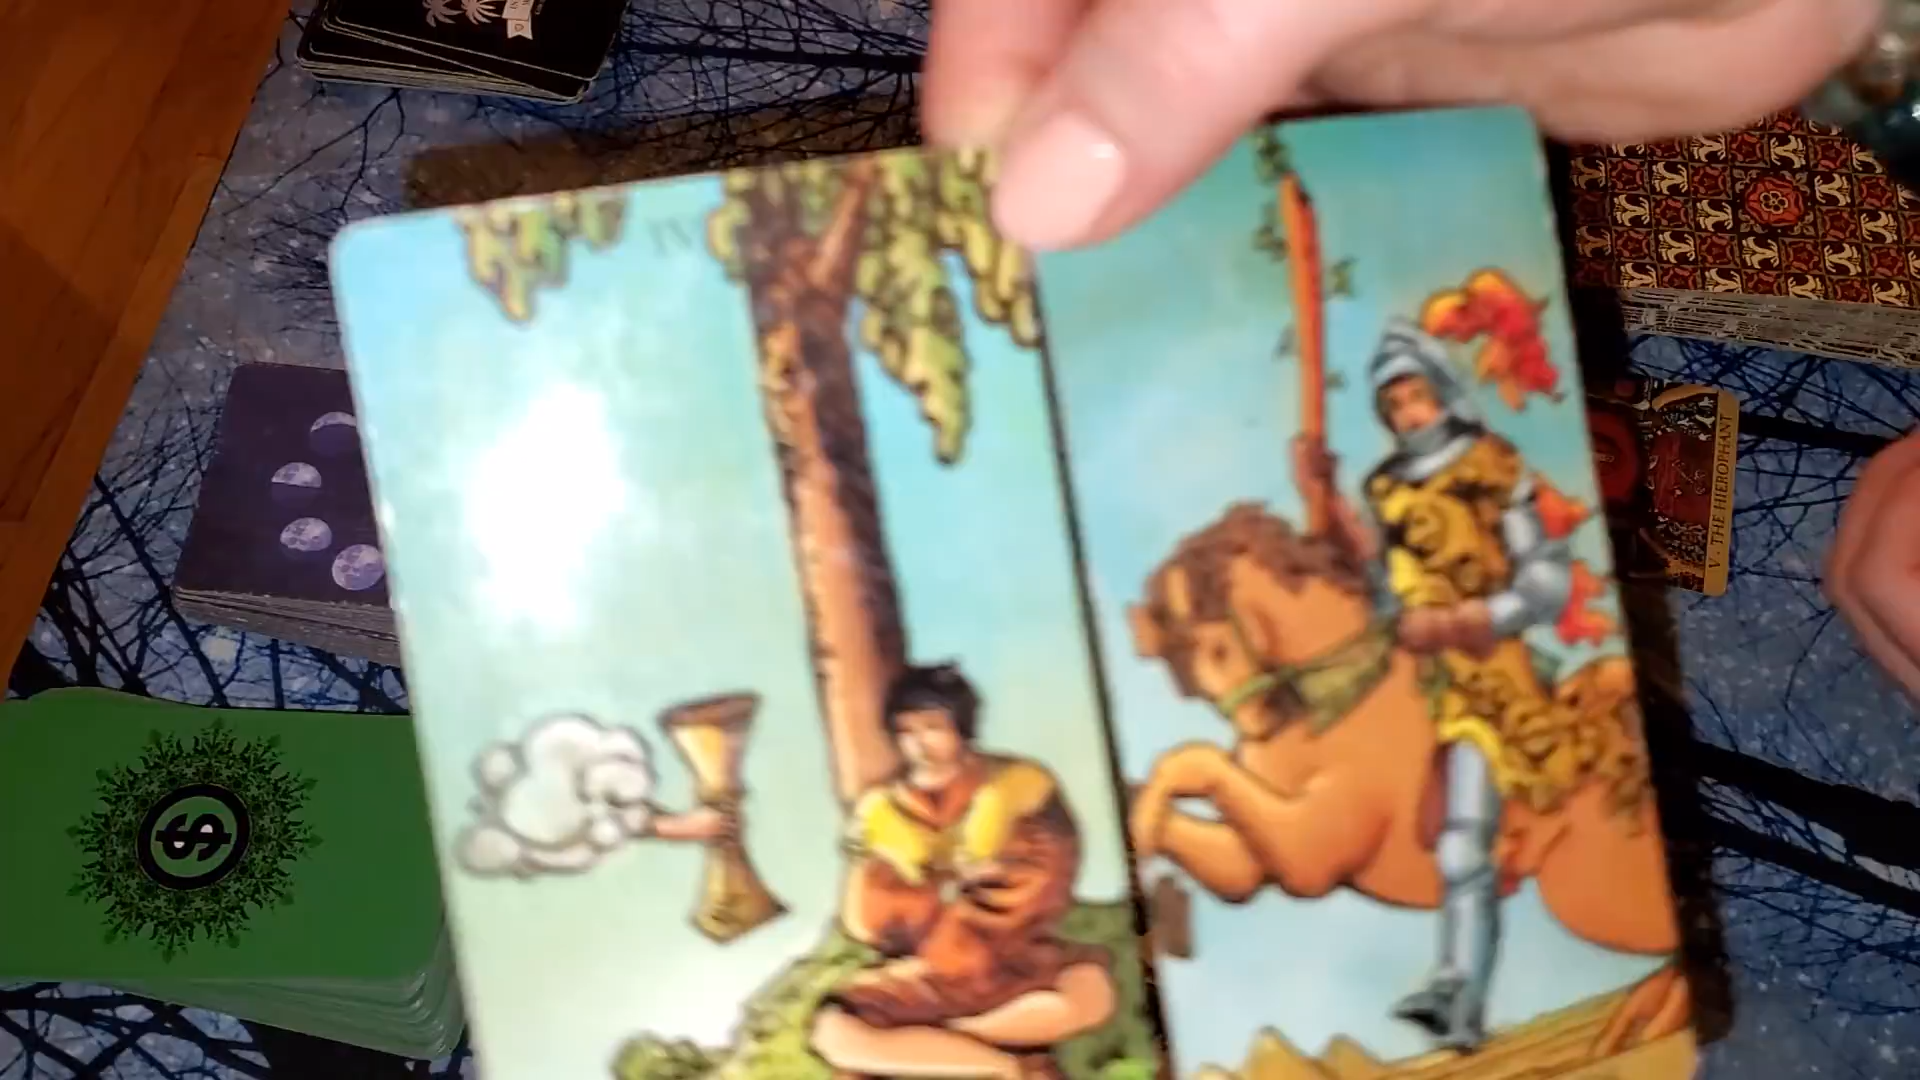 IV
V . THE HIEROPHANT
$